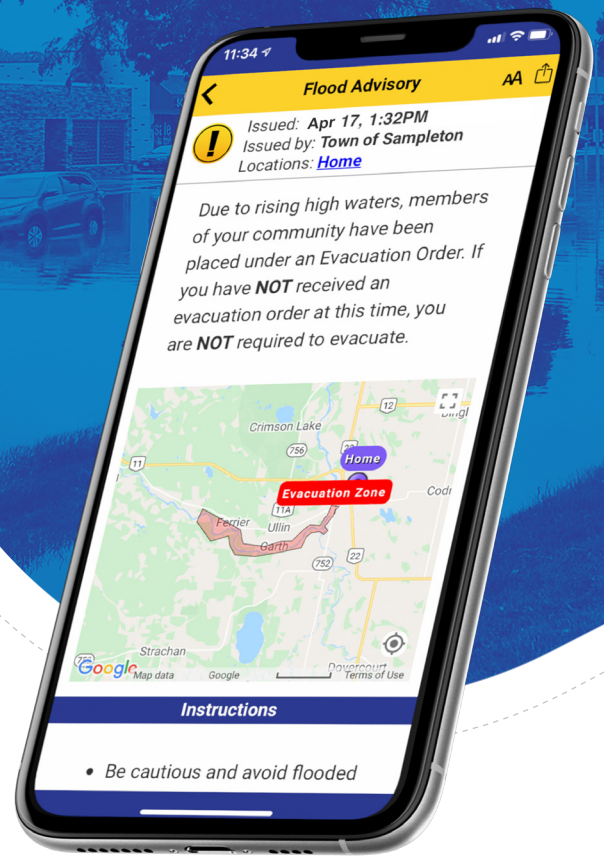 11:34
Flood Advisory
AA
Issued: Apr 17, 1:32PM
Issued by: Town of Sampleton
Locations: Home
Due to rising high waters, members
of your community have been
placed under an Evacuation Order. If
you have NOT received an
evacuation order at this time, you
are NOT required to evacuate.
12
Crimson Lake
756
22
Home
11
Evacuation Zone
11A
Ferrier
Ullin
Garth
752
22
Strachan
Dovercourt
Google
Map data
Google
Terms of Use
Instructions
• Be cautious and avoid flooded